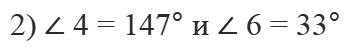 2) ∠ 4 = 147° и ∠ 6 = 33°